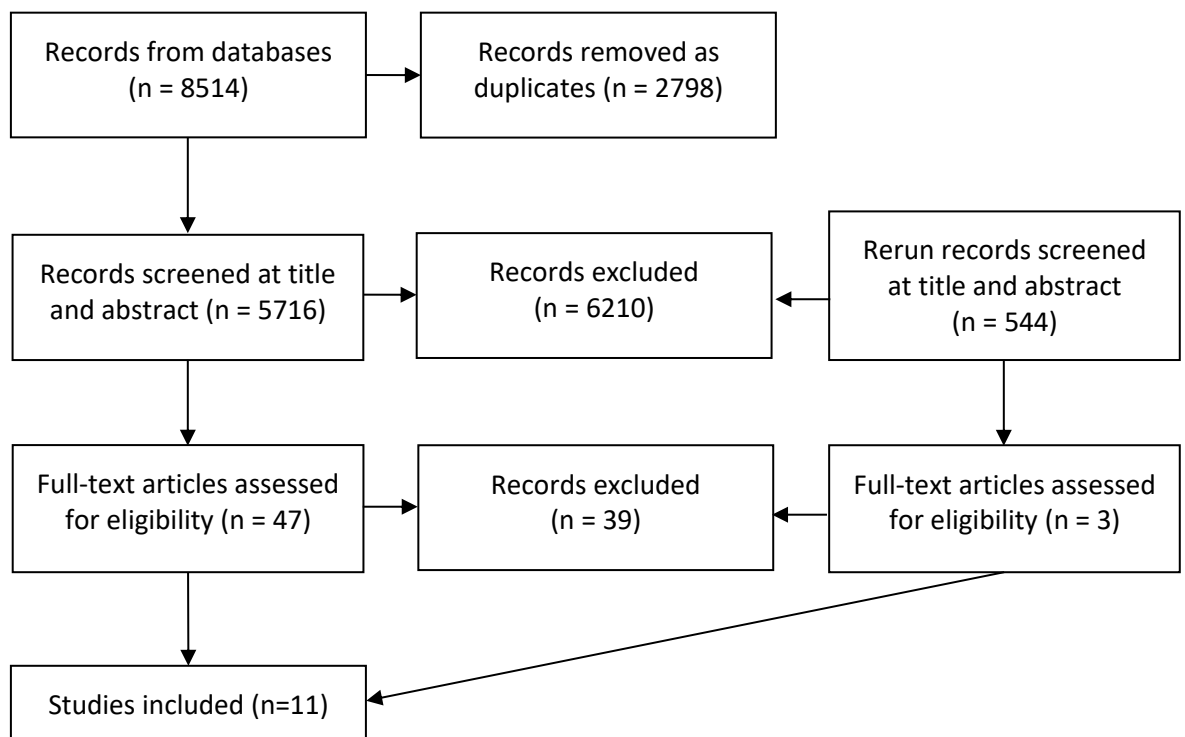 Records from databases
(n = 8514)
Records removed as
duplicates (n = 2798)
Records screened at title
and abstract (n = 5716)
Records excluded
(n = 6210)
Rerun records screened
at title and abstract
(n = 544)
Full-text articles assessed
for eligibility (n = 47)
Records excluded
(n = 39)
Full-text articles assessed
for eligibility (n = 3)
Studies included (n=11)